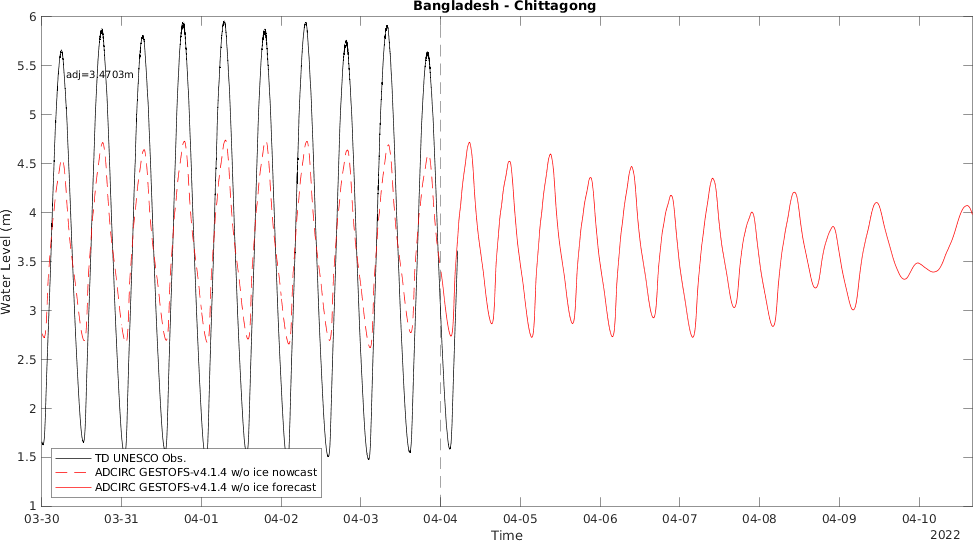 Bangladesh - Chittagong
Water Level (m)
6
5.5
5
4.5
4
3.5
3
2.5
2
1.5
1
adj=3.4703m
TD UNESCO Obs.
ADCIRC GESTOFS-v4.1.4 w/o ice nowcast
ADCIRC GESTOFS-v4.1.4 w/o ice forecast
03-30 03-31 04-01 04-02 04-03 04-04 04-05 04-06 04-07 04-08 04-09 04-10
Time
2022